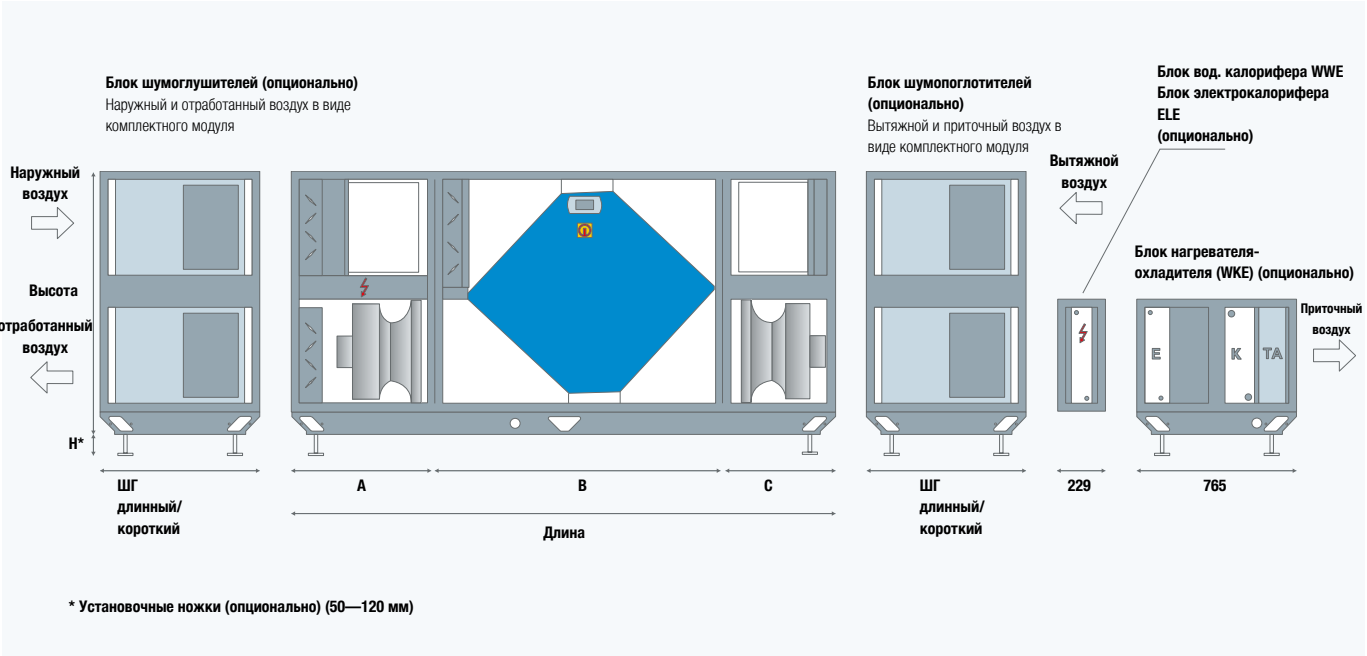 Блок шумоглушителей (опционально)
Наружный и отработанный воздух в виде
комплектного модуля
Блок шумопоглотителей
(опционально)
Вытяжной и приточный воздух в
виде комплектного модуля
Блок вод. калорифера WWE
Блок электрокалорифера
ELE
(опционально)
Наружный
воздух
Вытяжной
воздух
Блок нагревателя-
охладителя (WKE) (опционально)
Высота
отработанный
воздух
Приточный
воздух
E
K
TA
H*
ШГ
длинный/
короткий
A
B
C
ШГ
длинный/
короткий
229
765
Длина
* Установочные ножки (опционально) (50—120 мм)